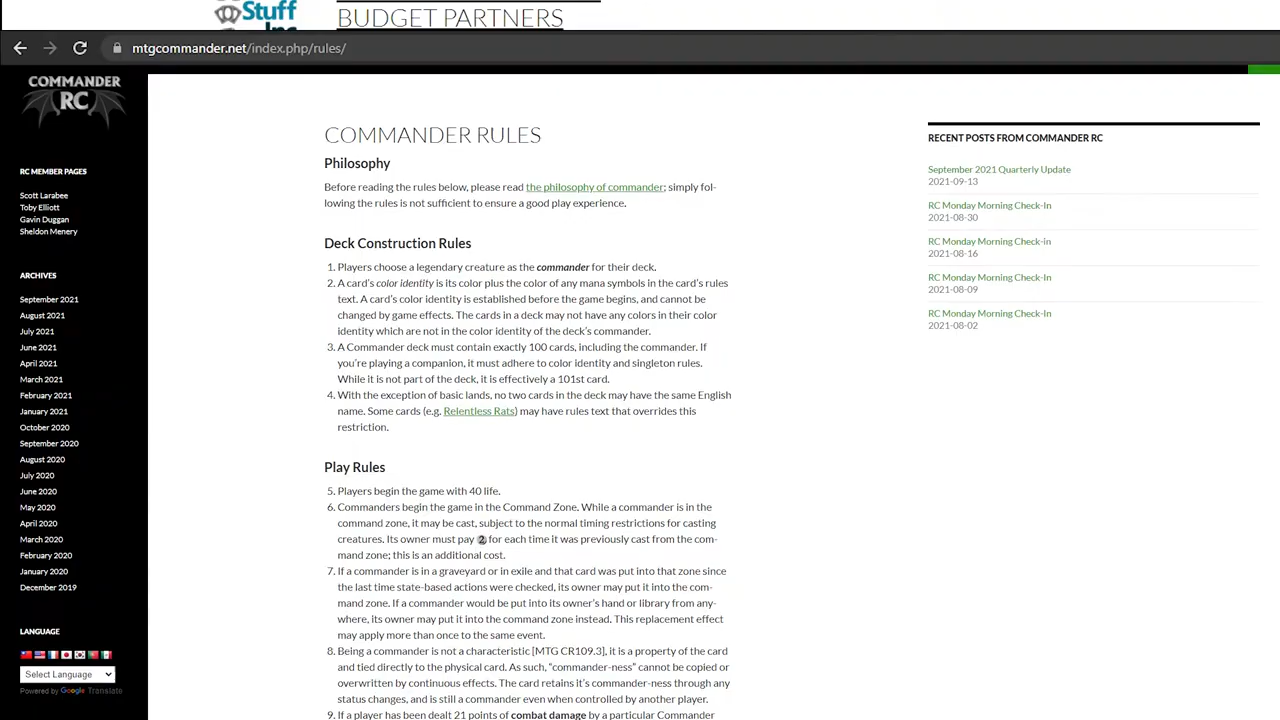 Stuff
Inc
BUDGET PARTNERS
mtgcommander.net/index.php/rules/
COMMANDER
RC
RC MEMBER PAGES
Scott Larabee
Toby Elliott
Gavin Duggan
Sheldon Menery
ARCHIVES
September 2021
August 2021
July 2021
June 2021
April 2021
March 2021
February 2021
January 2021
October 2020
September 2020
August 2020
July 2020
June 2020
May 2020
April 2020
March 2020
February 2020
January 2020
December 2019
LANGUAGE
Select Language
Powered by Google Translate
COMMANDER RULES
Philosophy
Before reading the rules below, please read the philosophy of commander; simply fol-
lowing the rules is not sufficient to ensure a good play experience.
Deck Construction Rules
1. Players choose a legendary creature as the commander for their deck.
2. A card's color identity is its color plus the color of any mana symbols in the card's rules
text. A card's color identity is established before the game begins, and cannot be
changed by game effects. The cards in a deck may not have any colors in their color
identity which are not in the color identity of the deck's commander.
3. A Commander deck must contain exactly 100 cards, including the commander. If
you're playing a companion, it must adhere to color identity and singleton rules.
While it is not part of the deck, it is effectively a 101st card.
4. With the exception of basic lands, no two cards in the deck may have the same English
name. Some cards (e.g. Relentless Rats) may have rules text that overrides this
restriction.
Play Rules
5. Players begin the game with 40 life.
6. Commanders begin the game in the Command Zone. While a commander is in the
command zone, it may be cast, subject to the normal timing restrictions for casting
creatures. Its owner must pay 2 for each time it was previously cast from the com-
mand zone; this is an additional cost.
7. If a commander is in a graveyard or in exile and that card was put into that zone since
the last time state-based actions were checked, its owner may put it into the com-
mand zone. If a commander would be put into its owner's hand or library from any-
where, its owner may put it into the command zone instead. This replacement effect
may apply more than once to the same event.
8. Being a commander is not a characteristic [MTG CR109.3], it is a property of the card
and tied directly to the physical card. As such, "commander-ness" cannot be copied or
overwritten by continuous effects. The card retains it's commander-ness through any
status changes, and is still a commander even when controlled by another player.
9. If a player has been dealt 21 points of combat damage by a particular Commander
RECENT POSTS FROM COMMANDER RC
September 2021 Quarterly Update
2021-09-13
RC Monday Morning Check-In
2021-08-30
RC Monday Morning Check-in
2021-08-16
RC Monday Morning Check-In
2021-08-09
RC Monday Morning Check-In
2021-08-02